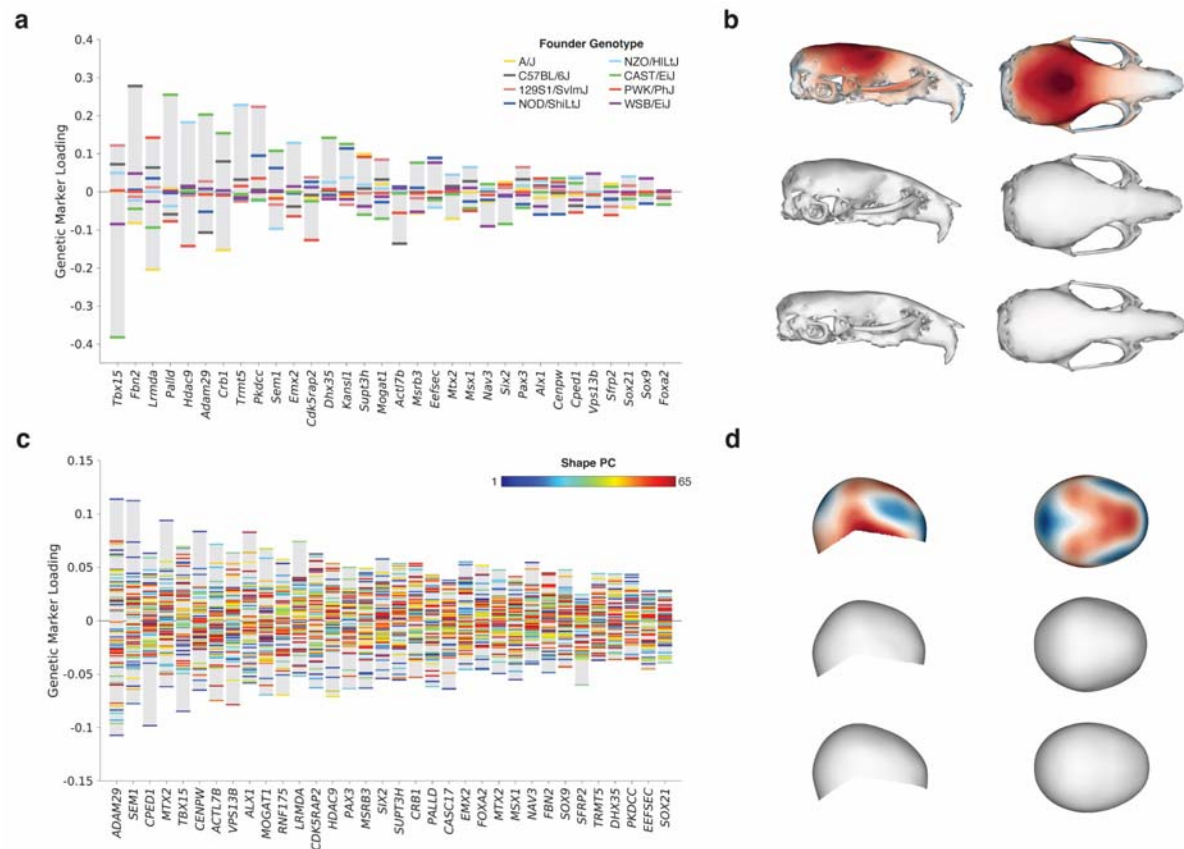 a
b
0.4
0.3
0.2
0.1
0
-0.1
-0.2
-0.3
-0.4
Genetic Marker Loading
Founder Genotype
A/J
C57BL/6J
129S1/SvImJ
NOD/ShiLtJ
NZO/HlLtJ
CAST/EiJ
PWK/PhJ
WSB/EiJ
Tbx15
Fbn2
Lrmda
Palld
Hdac9
Adam29
Crb1
Trmt5
Pkdcc
Sem1
Emx2
Cdk5rap2
Dhx35
Kansl1
Supt3h
Mogat1
Actl7b
Msrb3
Eefsec
Mtx2
Msx1
Nav3
Six2
Pax3
Alx1
Cenpw
Cped1
Vps13b
Sfrp2
Sox21
Sox9
Foxa2
c
d
0.15
0.1
0.05
0
-0.05
-0.1
-0.15
Genetic Marker Loading
Shape PC
1
65
ADAM29
SEM1
CPED1
MTX2
TBX15
CENPW
ACTL7B
VPS13B
ALX1
MOGAT1
RNF175
LRMDA
CDK5RAP2
HDAC9
PAX3
MSRB3
SIX2
SUPT3H
CRB1
PALLD
CASC17
EMX2
FOXA2
MTX2
MSX1
NAV3
FBN2
SOX9
SFRP2
TRMT5
DHX35
PKDCC
EEFSEC
SOX21